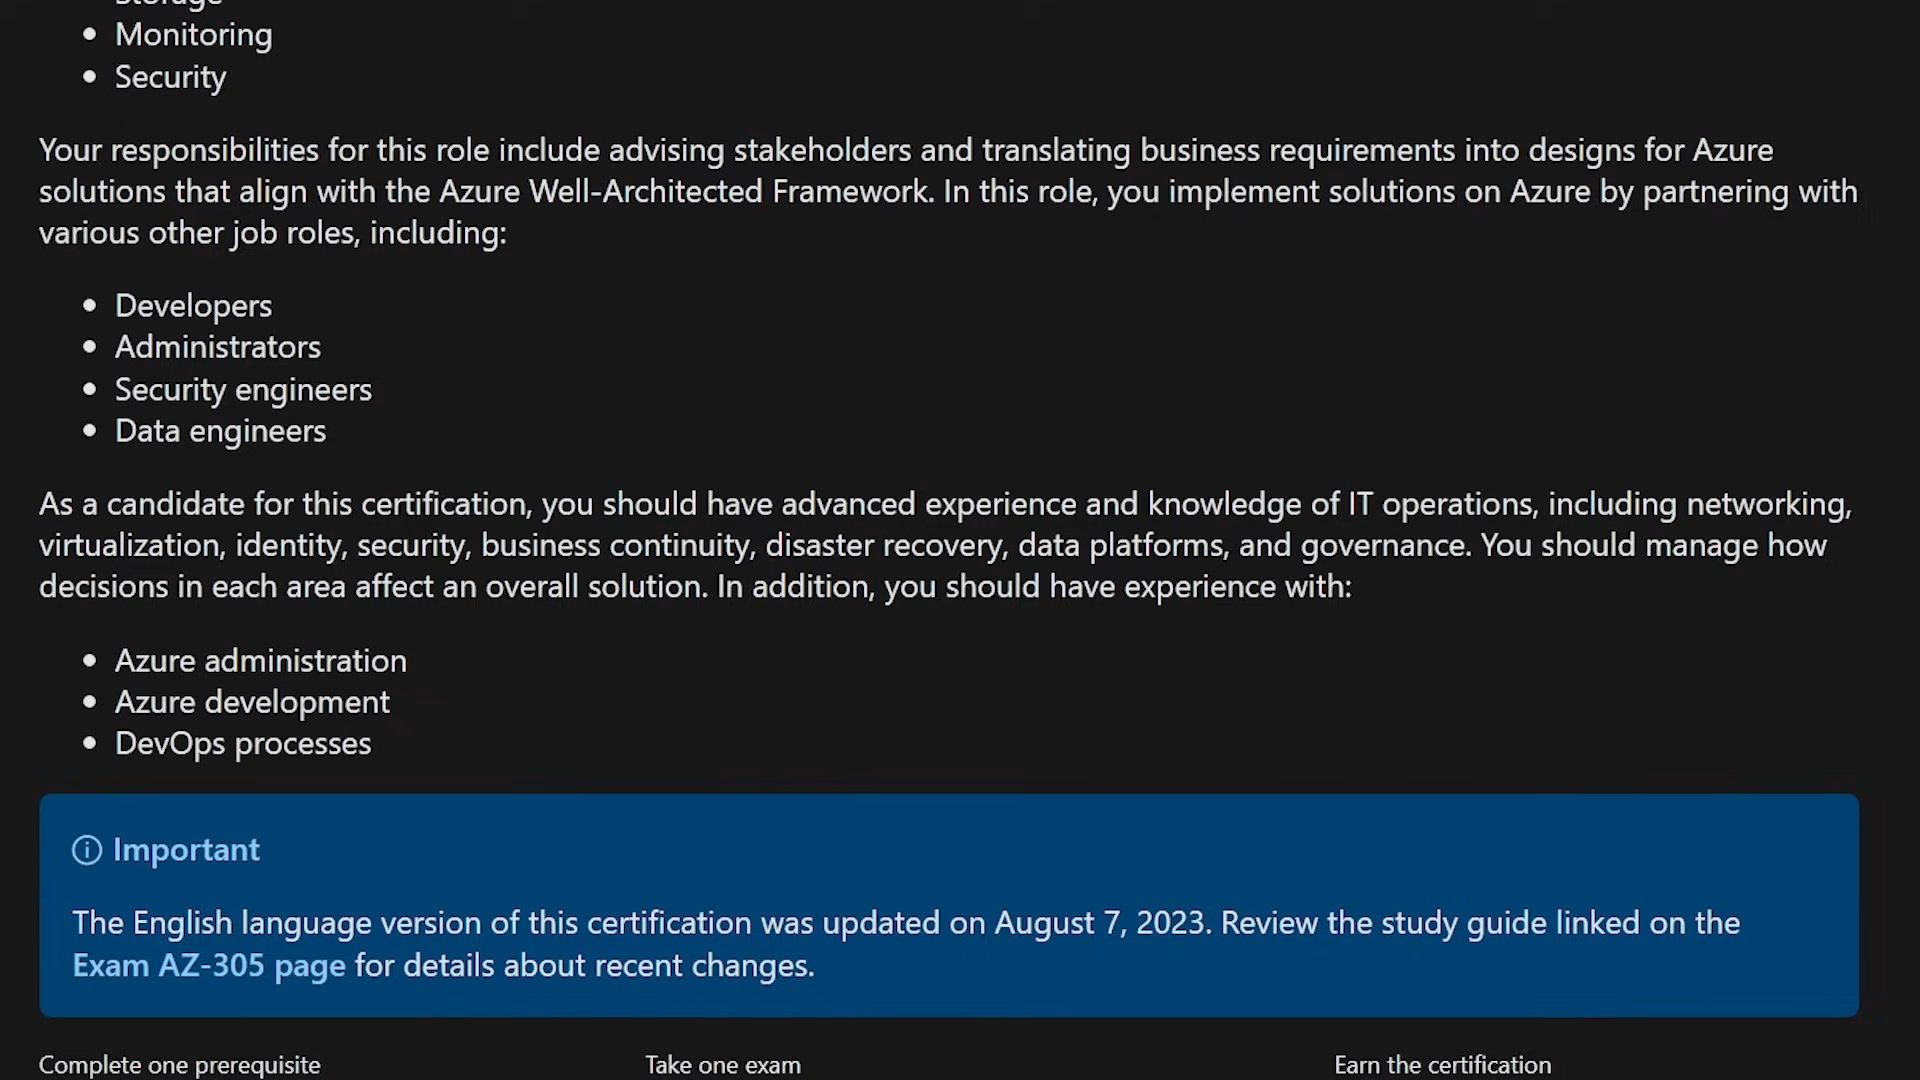 Storage
Monitoring
Security
Your responsibilities for this role include advising stakeholders and translating business requirements into designs for Azure
solutions that align with the Azure Well-Architected Framework. In this role, you implement solutions on Azure by partnering with
various other job roles, including:
Developers
Administrators
Security engineers
Data engineers
As a candidate for this certification, you should have advanced experience and knowledge of IT operations, including networking,
virtualization, identity, security, business continuity, disaster recovery, data platforms, and governance. You should manage how
decisions in each area affect an overall solution. In addition, you should have experience with:
Azure administration
Azure development
DevOps processes
Important
The English language version of this certification was updated on August 7, 2023. Review the study guide linked on the
Exam AZ-305 page for details about recent changes.
Complete one prerequisite
Take one exam
Earn the certification